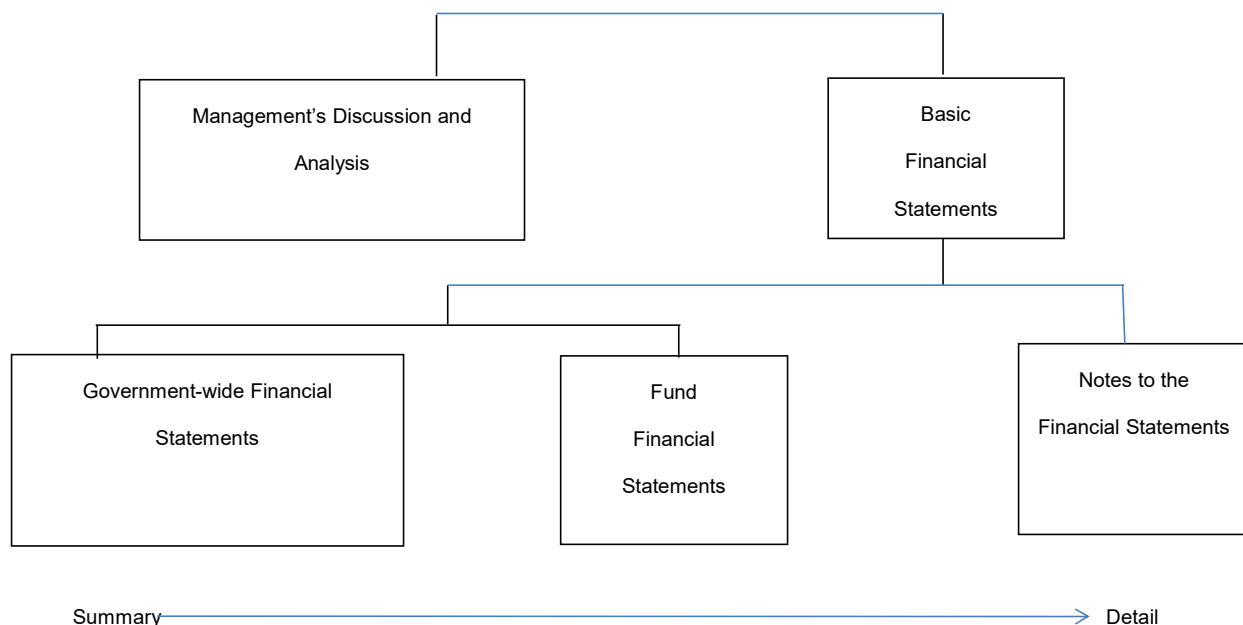 Management’s Discussion and
Analysis
Basic
Financial
Statements
Government-wide Financial
Statements
Fund
Financial
Statements
Notes to the
Financial Statements
Summary
Detail